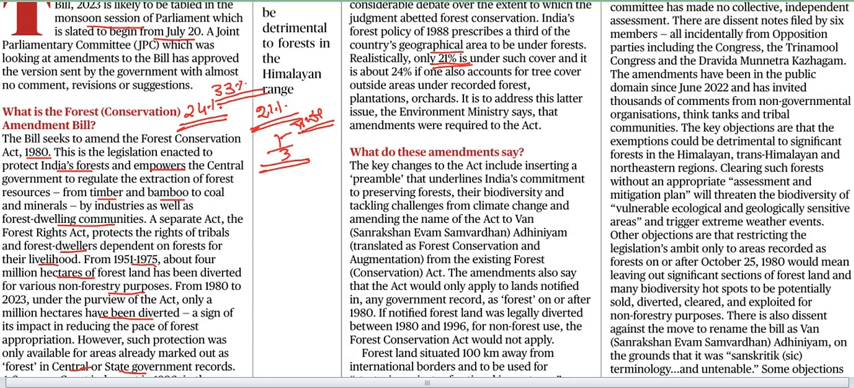 T
Bill, 2023 is likely to be tabled in the
monsoon session of Parliament which
is slated to begin from July 20. A Joint
Parliamentary Committee (JPC) which was
looking at amendments to the Bill has approved
the version sent by the government with almost
no comment, revisions or suggestions.
What is the Forest (Conservation)
Amendment Bill?
The Bill seeks to amend the Forest Conservation
Act, 1980. This is the legislation enacted to
protect India's forests and empowers the Central
government to regulate the extraction of forest
resources – from timber and bamboo to coal
and minerals – by industries as well as
forest-dwelling communities. A separate Act, the
Forest Rights Act, protects the rights of tribals
and forest-dwellers dependent on forests for
their livelihood. From 1951-1975, about four
million hectares of forest land has been diverted
for various non-forestry purposes. From 1980 to
2023, under the purview of the Act, only a
million hectares have been diverted – a sign of
its impact in reducing the pace of forest
appropriation. However, such protection was
only available for areas already marked out as
'forest' in Central or State government records.
be
detrimental
to forests in
the
Himalayan
range
33%
24%
21%
1
3
considerable debate over the extent to which the
judgment abetted forest conservation. India's
forest policy of 1988 prescribes a third of the
country's geographical area to be under forests.
Realistically, only 21% is under such cover and it
is about 24% if one also accounts for tree cover
outside areas under recorded forest,
plantations, orchards. It is to address this latter
issue, the Environment Ministry says, that
amendments were required to the Act.
What do these amendments say?
The key changes to the Act include inserting a
'preamble' that underlines India's commitment
to preserving forests, their biodiversity and
tackling challenges from climate change and
amending the name of the Act to Van
(Sanrakshan Evam Samvardhan) Adhiniyam
(translated as Forest Conservation and
Augmentation) from the existing Forest
(Conservation) Act. The amendments also say
that the Act would only apply to lands notified
in, any government record, as 'forest' on or after
1980. If notified forest land was legally diverted
between 1980 and 1996, for non-forest use, the
Forest Conservation Act would not apply.
Forest land situated 100 km away from
international borders and to be used for
committee has made no collective, independent
assessment. There are dissent notes filed by six
members – all incidentally from Opposition
parties including the Congress, the Trinamool
Congress and the Dravida Munnetra Kazhagam.
The amendments have been in the public
domain since June 2022 and has invited
thousands of comments from non-governmental
organisations, think tanks and tribal
communities. The key objections are that the
exemptions could be detrimental to significant
forests in the Himalayan, trans-Himalayan and
northeastern regions. Clearing such forests
without an appropriate "assessment and
mitigation plan" will threaten the biodiversity of
"vulnerable ecological and geologically sensitive
areas" and trigger extreme weather events.
Other objections are that restricting the
legislation's ambit only to areas recorded as
forests on or after October 25, 1980 would mean
leaving out significant sections of forest land and
many biodiversity hot spots to be potentially
sold, diverted, cleared, and exploited for
non-forestry purposes. There is also dissent
against the move to rename the bill as Van
(Sanrakshan Evam Samvardhan) Adhiniyam, on
the grounds that it was "sanskritik (sic)
terminology...and untenable." Some objections